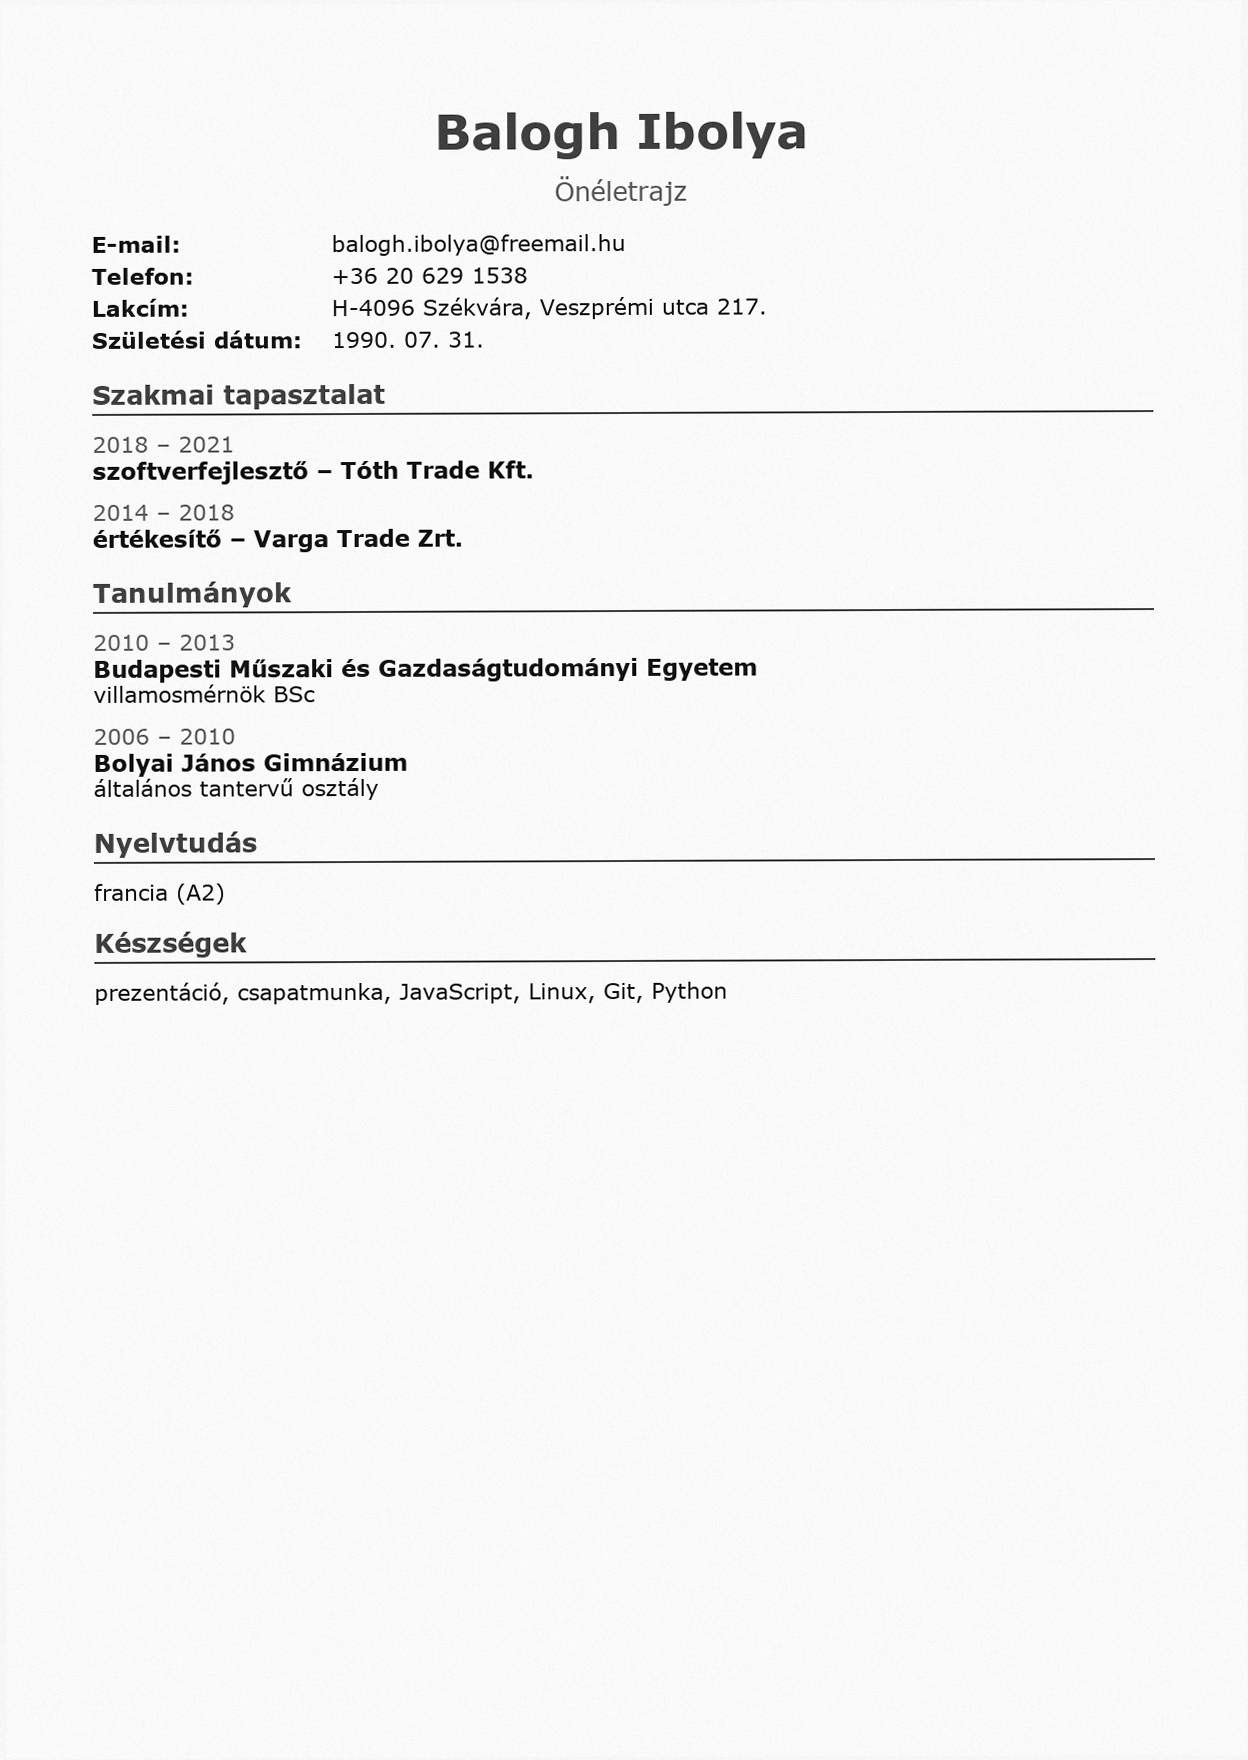 Balogh Ibolya
Önéletrajz
E-mail: balogh.ibolya@freemail.hu
Telefon: +36 20 629 1538
Lakcím: H-4096 Székvára, Veszprémi utca 217.
Születési dátum: 1990. 07. 31.
Szakmai tapasztalat
2018 – 2021
szoftverfejlesztő – Tóth Trade Kft.
2014 – 2018
értékesítő – Varga Trade Zrt.
Tanulmányok
2010 – 2013
Budapesti Műszaki és Gazdaságtudományi Egyetem
villamosmérnök BSc
2006 – 2010
Bolyai János Gimnázium
általános tantervű osztály
Nyelvtudás
francia (A2)
Készségek
prezentáció, csapatmunka, JavaScript, Linux, Git, Python